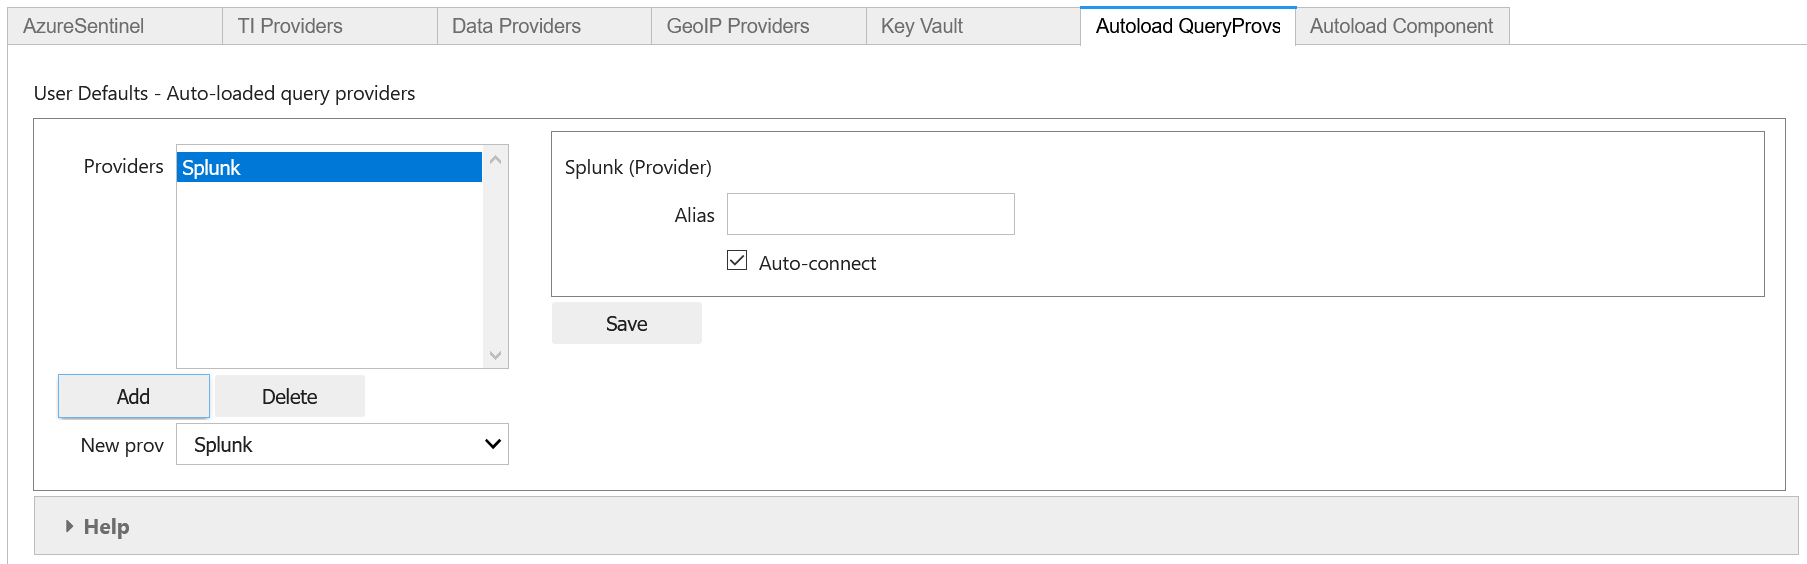 AzureSentinel TI Providers Data Providers GeoIP Providers Key Vault Autoload QueryProvs Autoload Component
User Defaults - Auto-loaded query providers
Providers Splunk
Splunk (Provider)
Alias
Auto-connect
Save
Add Delete
New prov Splunk
Help